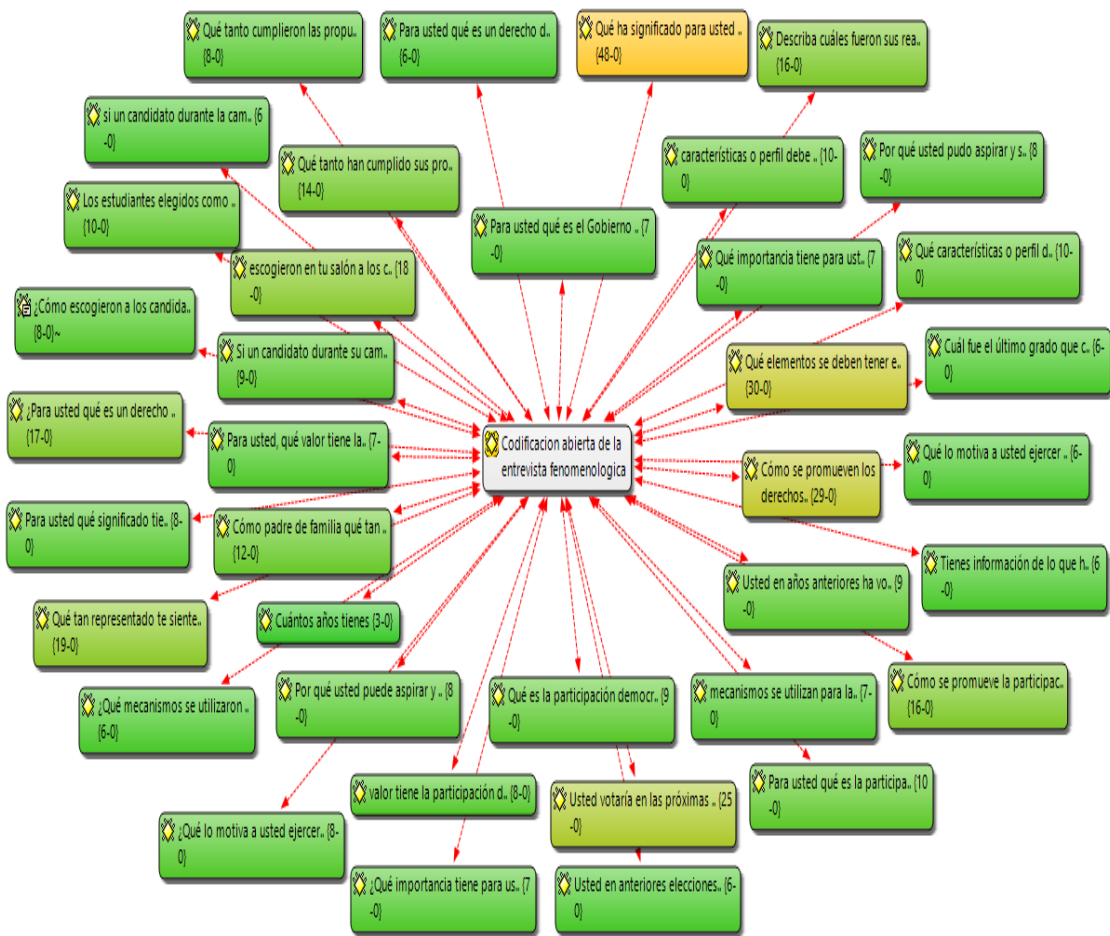 Qué tanto cumplieron las propu..
{8-0}
Para usted qué es un derecho d..
{6-0}
Qué ha significado para usted ..
{48-0}
Describa cuáles fueron sus rea..
{16-0}
si un candidato durante la cam.. {6
-0}
Qué tanto han cumplido sus pro..
{14-0}
características o perfil debe .. {10-
0}
Por qué usted pudo aspirar y s.. {8
-0}
Los estudiantes elegidos como ..
{10-0}
Para usted qué es el Gobierno .. {7
-0}
escogieron en tu salón a los c.. {18
-0}
Qué importancia tiene para ust.. {7
-0}
Qué características o perfil d.. {10-
0}
¿Cómo escogieron a los candida..
{8-0}~
Si un candidato durante su cam..
{9-0}
Qué elementos se deben tener e..
{30-0}
Cuál fue el último grado que c.. {6-
0}
¿Para usted qué es un derecho ..
{17-0}
Para usted, qué valor tiene la.. {7-
0}
Codificacion abierta de la
entrevista fenomenologica
Cómo se promueven los
derechos.. {29-0}
Qué lo motiva a usted ejercer .. {6-
0}
Para usted qué significado tie.. {8-
0}
Cómo padre de familia qué tan ..
{12-0}
Usted en años anteriores ha vo.. {9
-0}
Tienes información de lo que h.. {6
-0}
Qué tan representado te siente..
{19-0}
Cuántos años tienes {3-0}
¿Qué mecanismos se utilizaron ..
{6-0}
Por qué usted puede aspirar y .. {8
-0}
Qué es la participación democr.. {9
-0}
mecanismos se utilizan para la.. {7-
0}
Cómo se promueve la participac..
{16-0}
valor tiene la participación d.. {8-0}
Usted votaría en las próximas .. {25
-0}
Para usted qué es la participa.. {10
-0}
¿Qué lo motiva a usted ejercer.. {8-
0}
¿Qué importancia tiene para us.. {7
-0}
Usted en anteriores elecciones.. {6-
0}